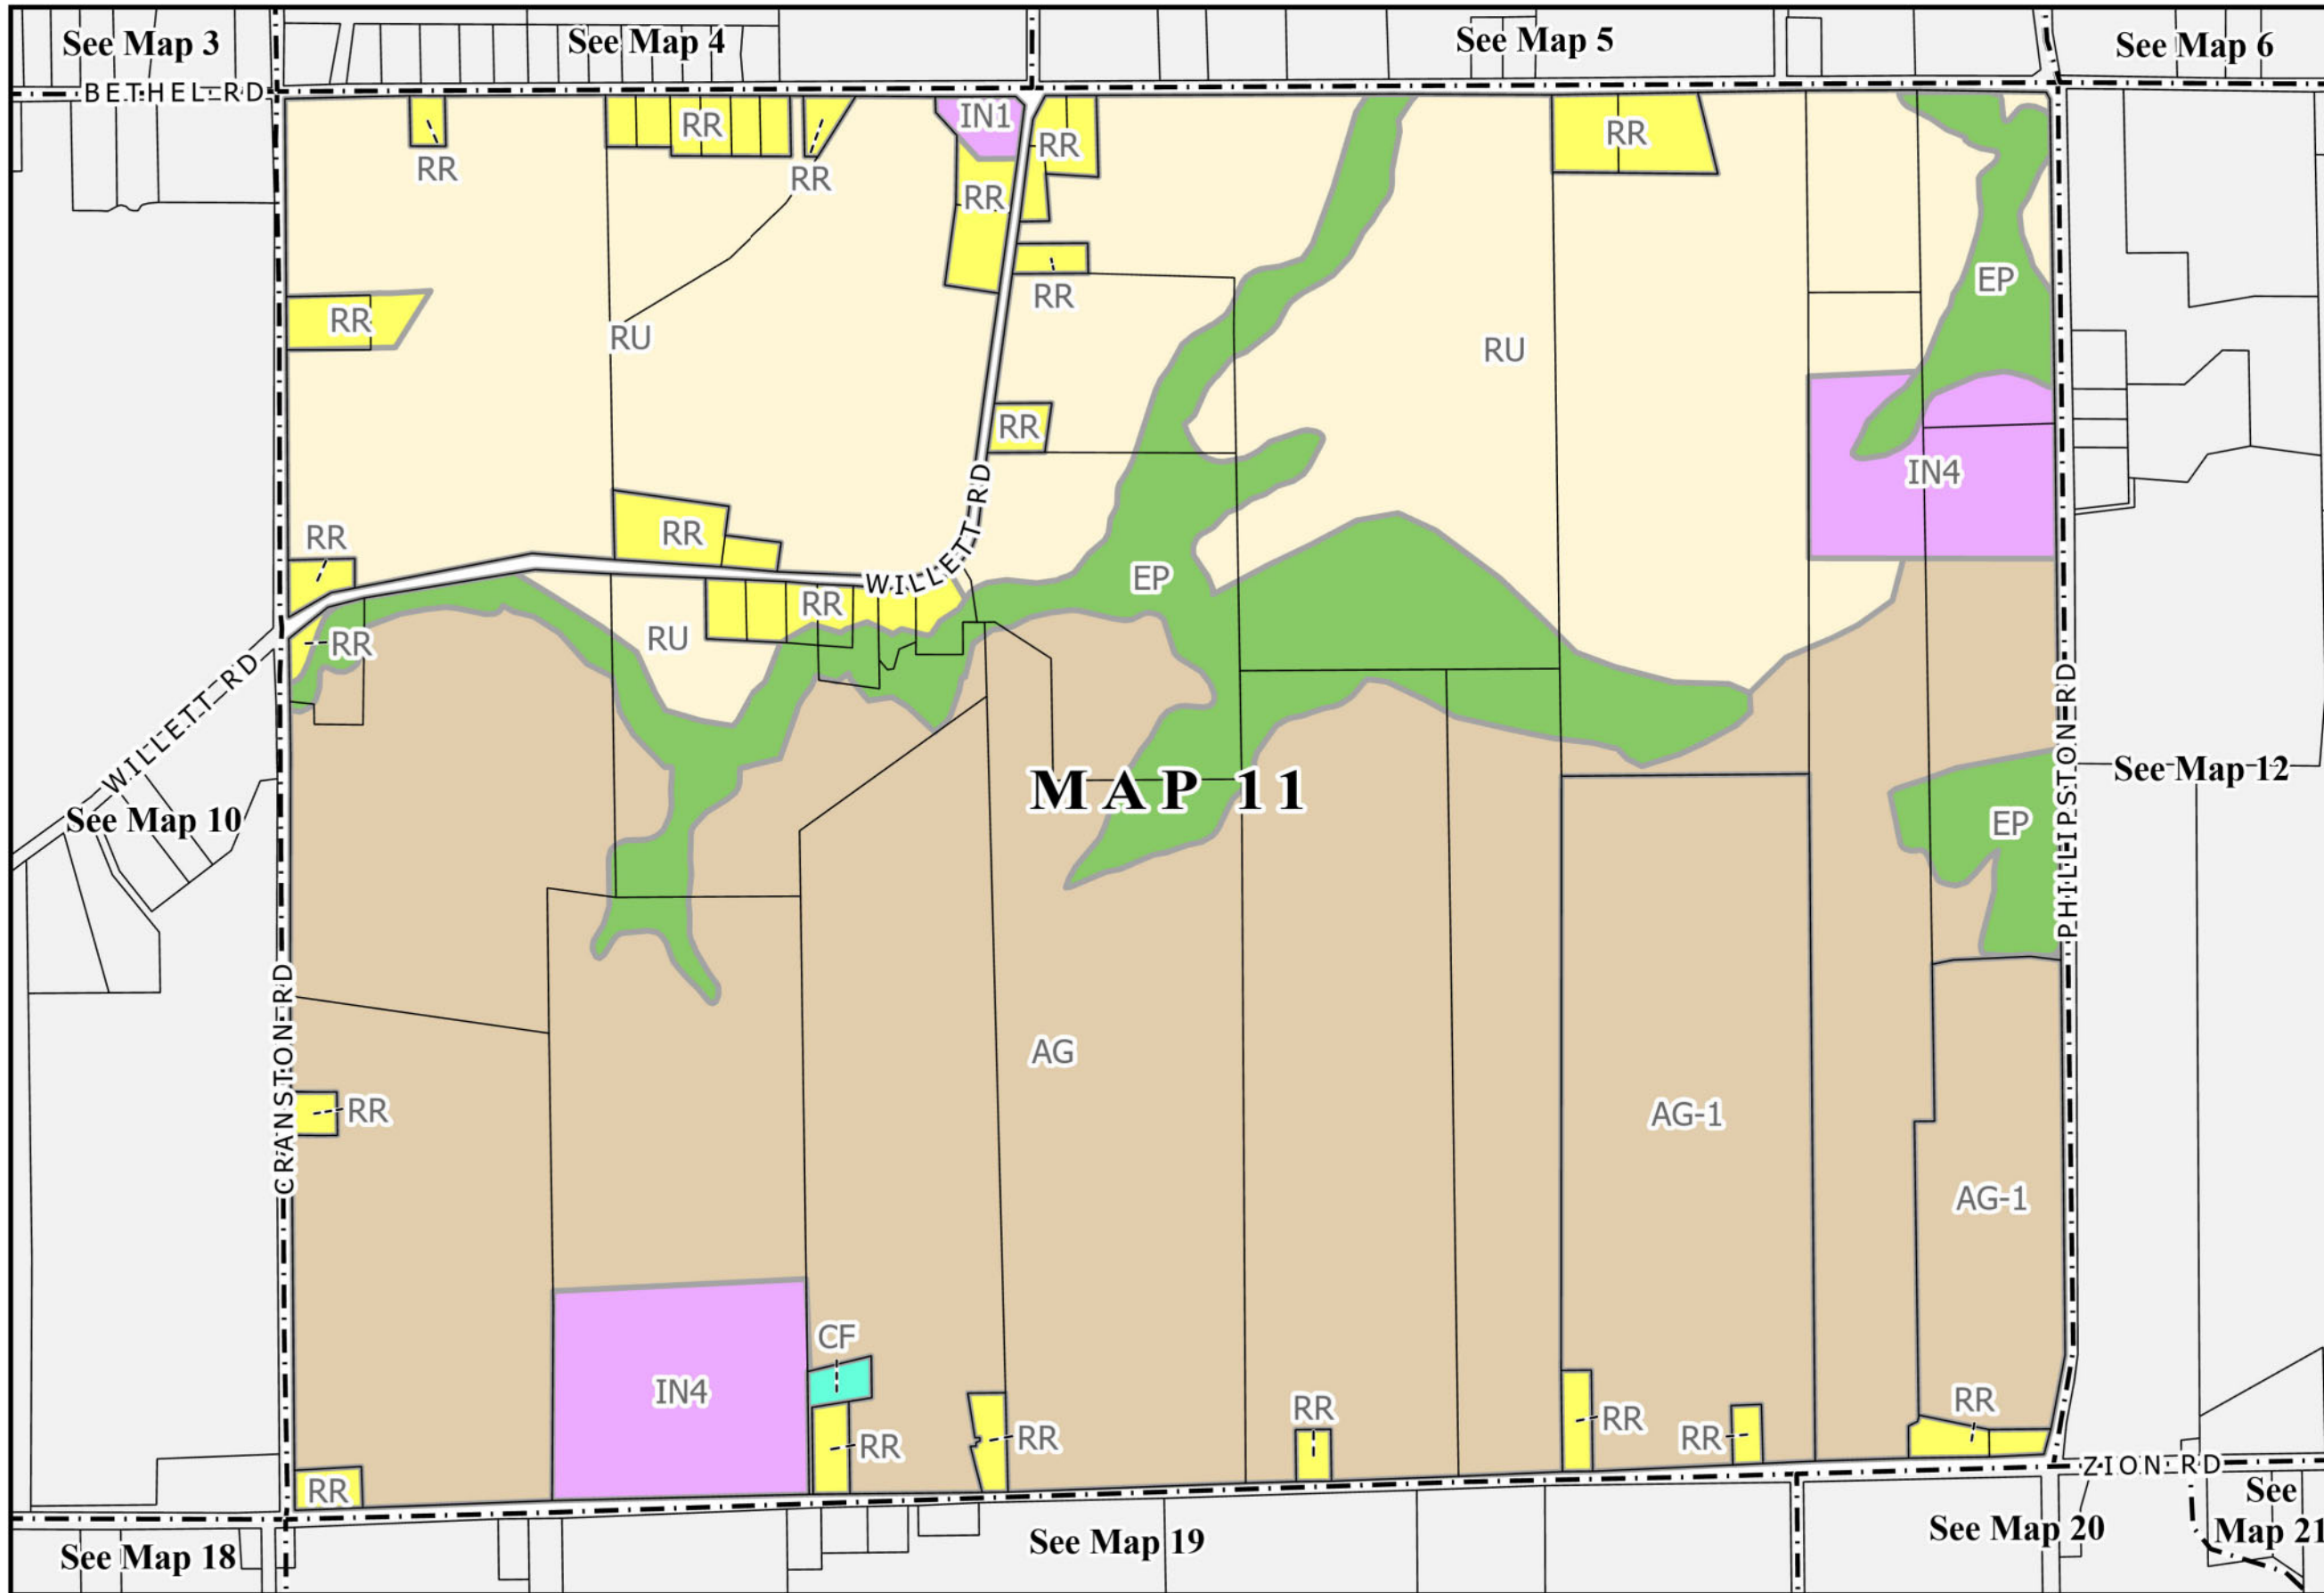 See Map 3
See Map 4
See Map 5
See Map 6
BETHEL RD
IN1
RR
RR
RR
RR
RR
RR
RR
EP
RR
RR
RU
RU
RR
IN4
WILLETT RD
RR
RR
EP
RR
RU
RR
WILLETT RD
PHILLIPSTON RD
See Map 12
MAP 11
See Map 10
EP
CRANSTON RD
AG
RR
AG-1
AG-1
CF
IN4
RR
RR
RR
RR
RR
RR
ZION RD
RR
See
Map 21
See Map 18
See Map 19
See Map 20